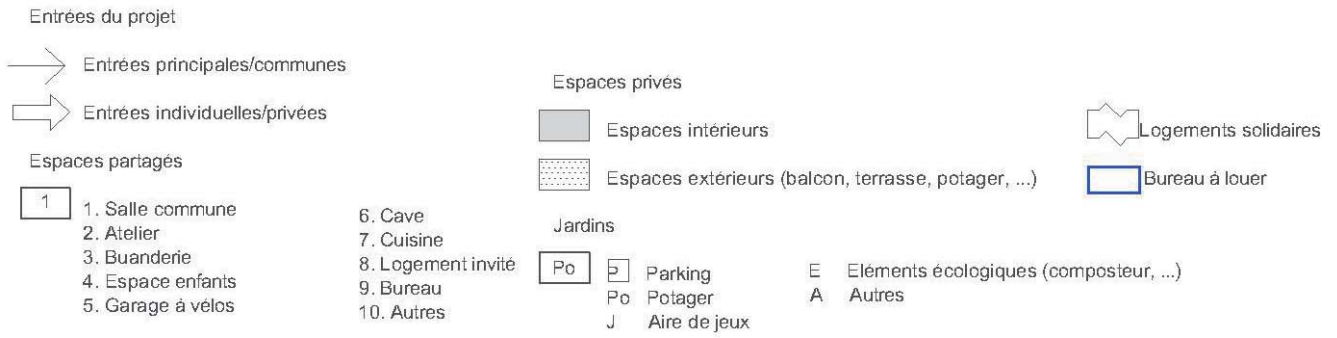 Entrées du projet
Entrées principales/communes
Entrées individuelles/privées
Espaces partagés
1
1. Salle commune
2. Atelier
3. Buanderie
4. Espace enfants
5. Garage à vélos
6. Cave
7. Cuisine
8. Logement invité
9. Bureau
10. Autres
Espaces privés
Espaces intérieurs
Espaces extérieurs (balcon, terrasse, potager, ...)
Jardins
Po
P Parking
Po Potager
J Aire de jeux
E Eléments écologiques (composteur, ...)
A Autres
Logements solidaires
Bureau à louer